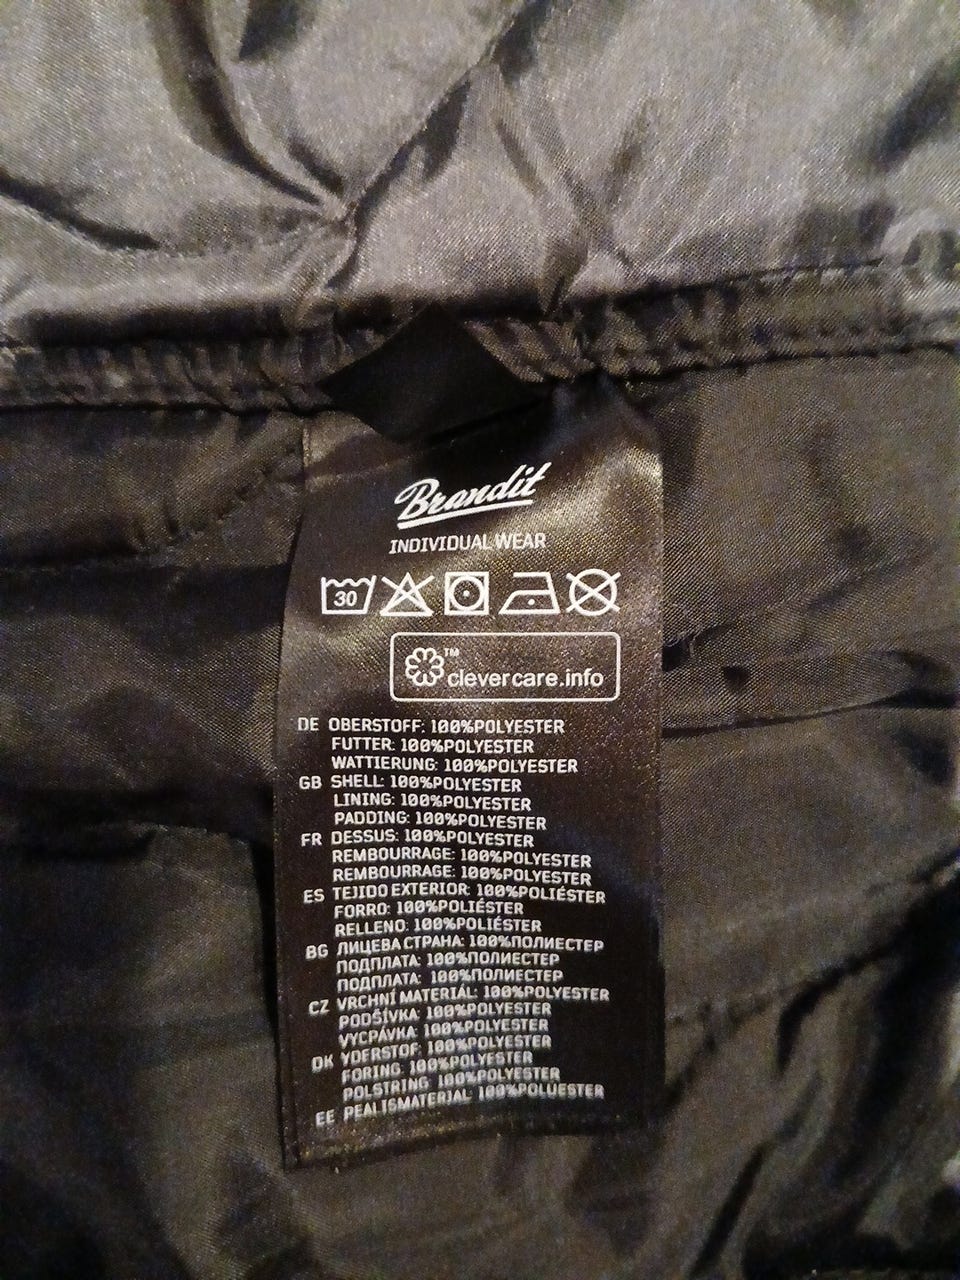 Brandit
INDIVIDUAL WEAR
30
TM
clevercare.info
DE OBERSTOFF: 100%POLYESTER
FUTTER: 100%POLYESTER
WATTIERUNG: 100%POLYESTER
GB SHELL: 100%POLYESTER
LINING: 100%POLYESTER
PADDING: 100%POLYESTER
FR DESSUS: 100%POLYESTER
REMBOURRAGE: 100%POLYESTER
REMBOURRAGE: 100%POLYESTER
ES TEJIDO EXTERIOR: 100%POLIÉSTER
FORRO: 100%POLIÉSTER
RELLENO: 100%POLIÉSTER
BG ЛИЦЕВА СТРАНА: 100%ПОЛИЕСТЕР
ПОДПЛАТА: 100%ПОЛИЕСТЕР
ПОДПЛАТА: 100%ПОЛИЕСТЕР
CZ VRCHNÍ MATERIÁL: 100%POLYESTER
PODŠÍVKA: 100%POLYESTER
VYCPÁVKA: 100%POLYESTER
DK YDERSTOF: 100%POLYESTER
FORING: 100%POLYESTER
POLSTRING: 100%POLYESTER
EE PEALISMATERJAL: 100%POLUESTER